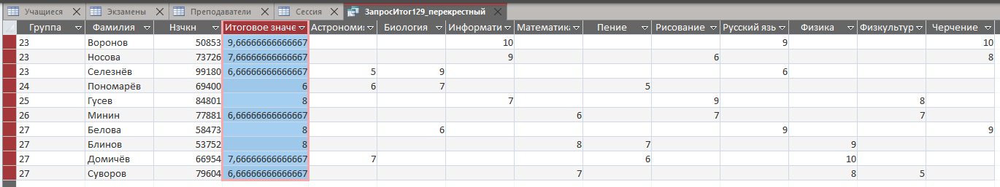 Учащиеся Экзамены Преподаватели Сессия ЗапросИтог129_перекрестный
Группа Фамилия Нзчкн Итоговое значе Астрономия Биология Информати Математика Пение Рисование Русский язь Физика Физкультур Черчение
23 Воронов 50853 9,66666666666667 10 9 10
23 Носова 73726 7,66666666666667 9 6 8
23 Селезнёв 99180 6,66666666666667 5 9 6
24 Пономарёв 69400 6 6 7 5
25 Гусев 84801 8 7 9 8
26 Минин 77881 6,66666666666667 6 7 7
27 Белова 58473 8 6 9 9
27 Блинов 53752 8 8 7 9
27 Домичёв 66954 7,66666666666667 7 6 10
27 Суворов 79604 6,66666666666667 7 8 5